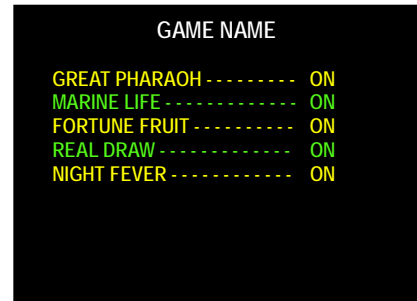 GAME NAME
GREAT PHARAOH - - - - - - - - - ON
MARINE LIFE - - - - - - - - - - - - - ON
FORTUNE FRUIT - - - - - - - - - - ON
REAL DRAW - - - - - - - - - - - - - ON
NIGHT FEVER - - - - - - - - - - - - ON